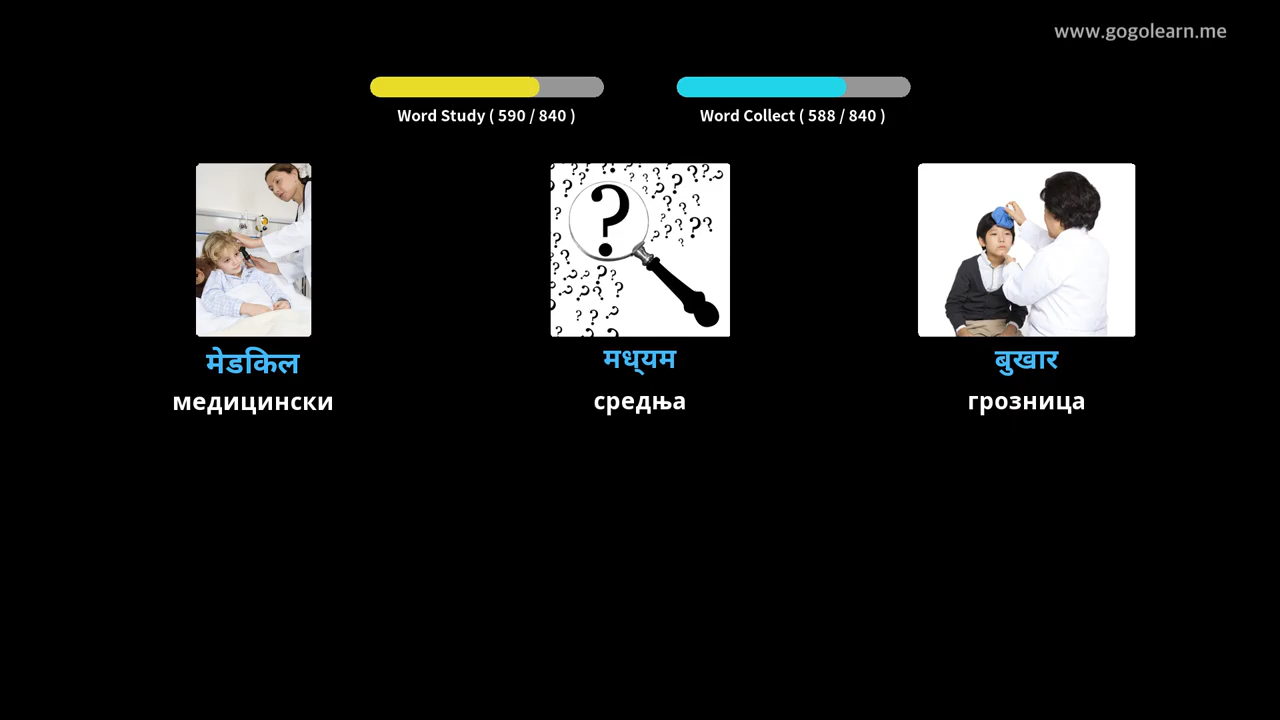 www.gogolearn.me
Word Study ( 590 / 840 )
Word Collect ( 588 / 840 )
मेडकिल
медицински
मध्यम
средња
बुखार
грозница